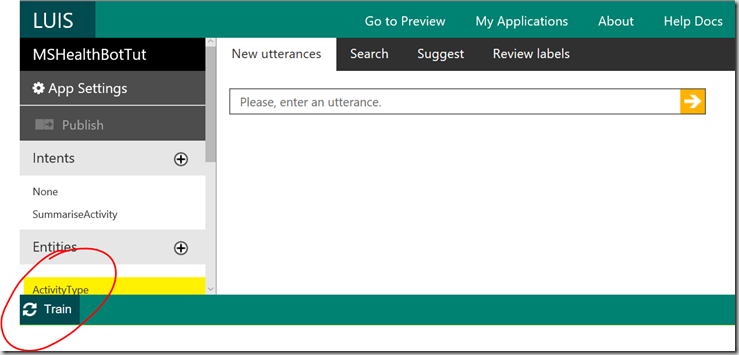 LUIS
Go to Preview My Applications About Help Docs
MSHealthBotTut
New utterances Search Suggest Review labels
App Settings
Please, enter an utterance.
Publish
Intents
None
SummariseActivity
Entities
ActivityType
Train